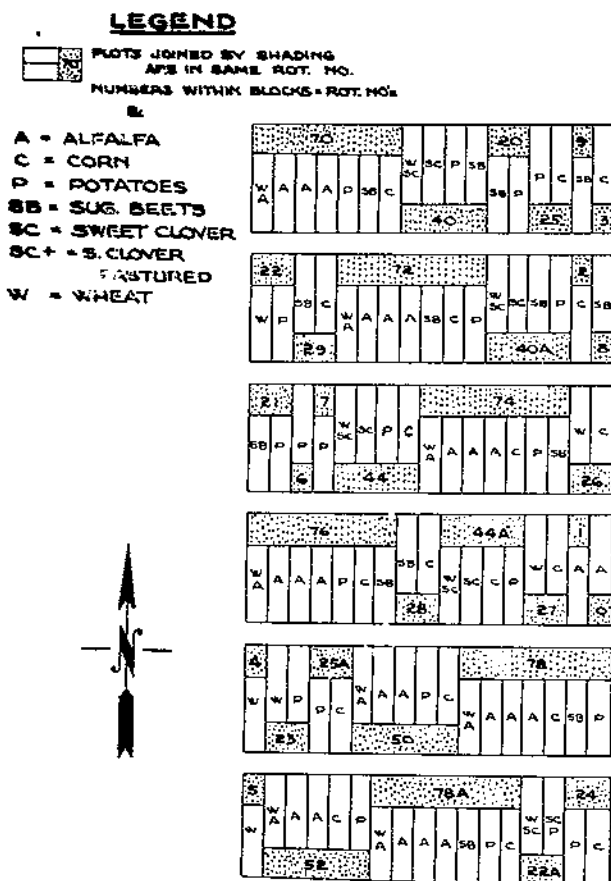 LEGEND
PLOTS JOINED BY SHADING
ARE IN SAME ROT. NO.
NUMBERS WITHIN BLOCKS = ROT. NO's
&
A = ALFALFA
C = CORN
P = POTATOES
SB = SUG. BEETS
SC = SWEET CLOVER
SC+ = S. CLOVER
PASTURED
W = WHEAT
N
70 20 9
W A A A A P SB C W SC SC P SB SB P P C SB C
40 25 3
22 72 2
W P SB C W A A A A SB C P W SC SC SB P C SB
29 40A 8
21 7 74
SB P P P W SC SC P C W A A A A C P SB W C
6 44 26
76 44A 1
W A A A A P C SB SB C W SC SC C P W C A A
28 27 0
4 25A 78
W W P P C W A A A P C W A A A A C SB P
23 50
5 78A 24
W W A A A C P W A A A A SB P C W SC SC P P C
52 22A